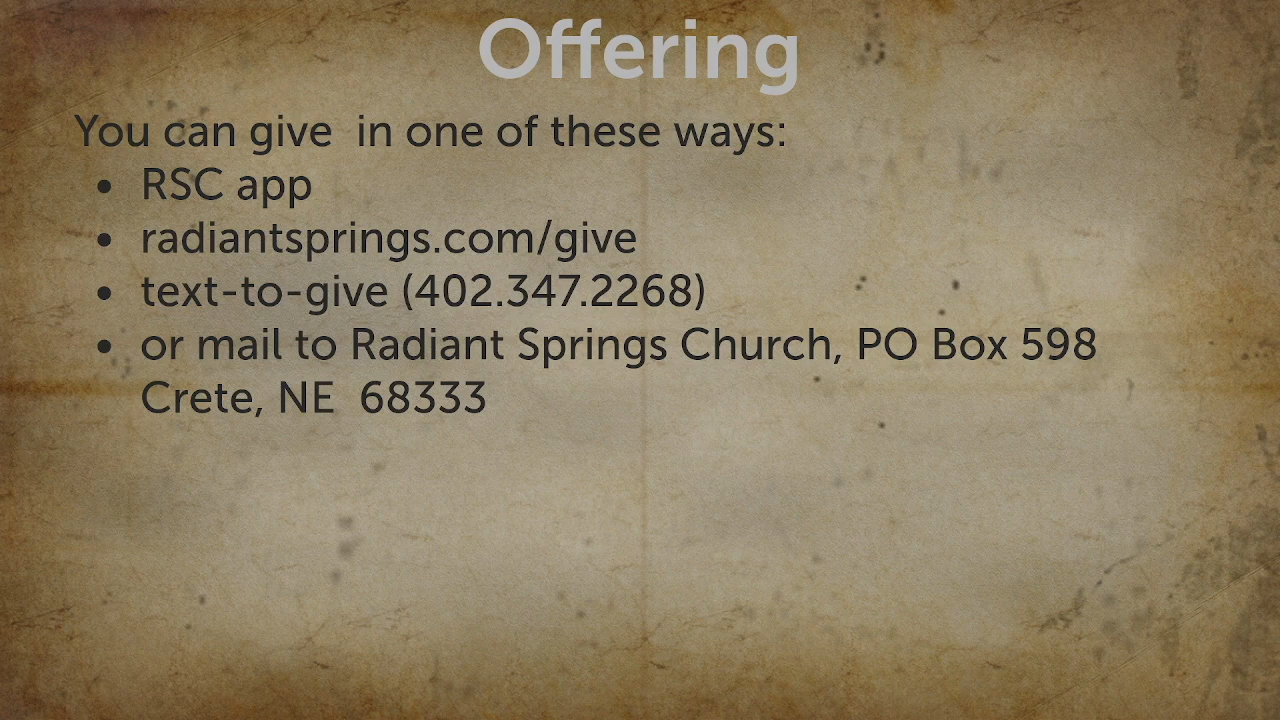 Offering
You can give  in one of these ways:
• RSC app
• radiantsprings.com/give
• text-to-give (402.347.2268)
• or mail to Radiant Springs Church, PO Box 598
Crete, NE  68333